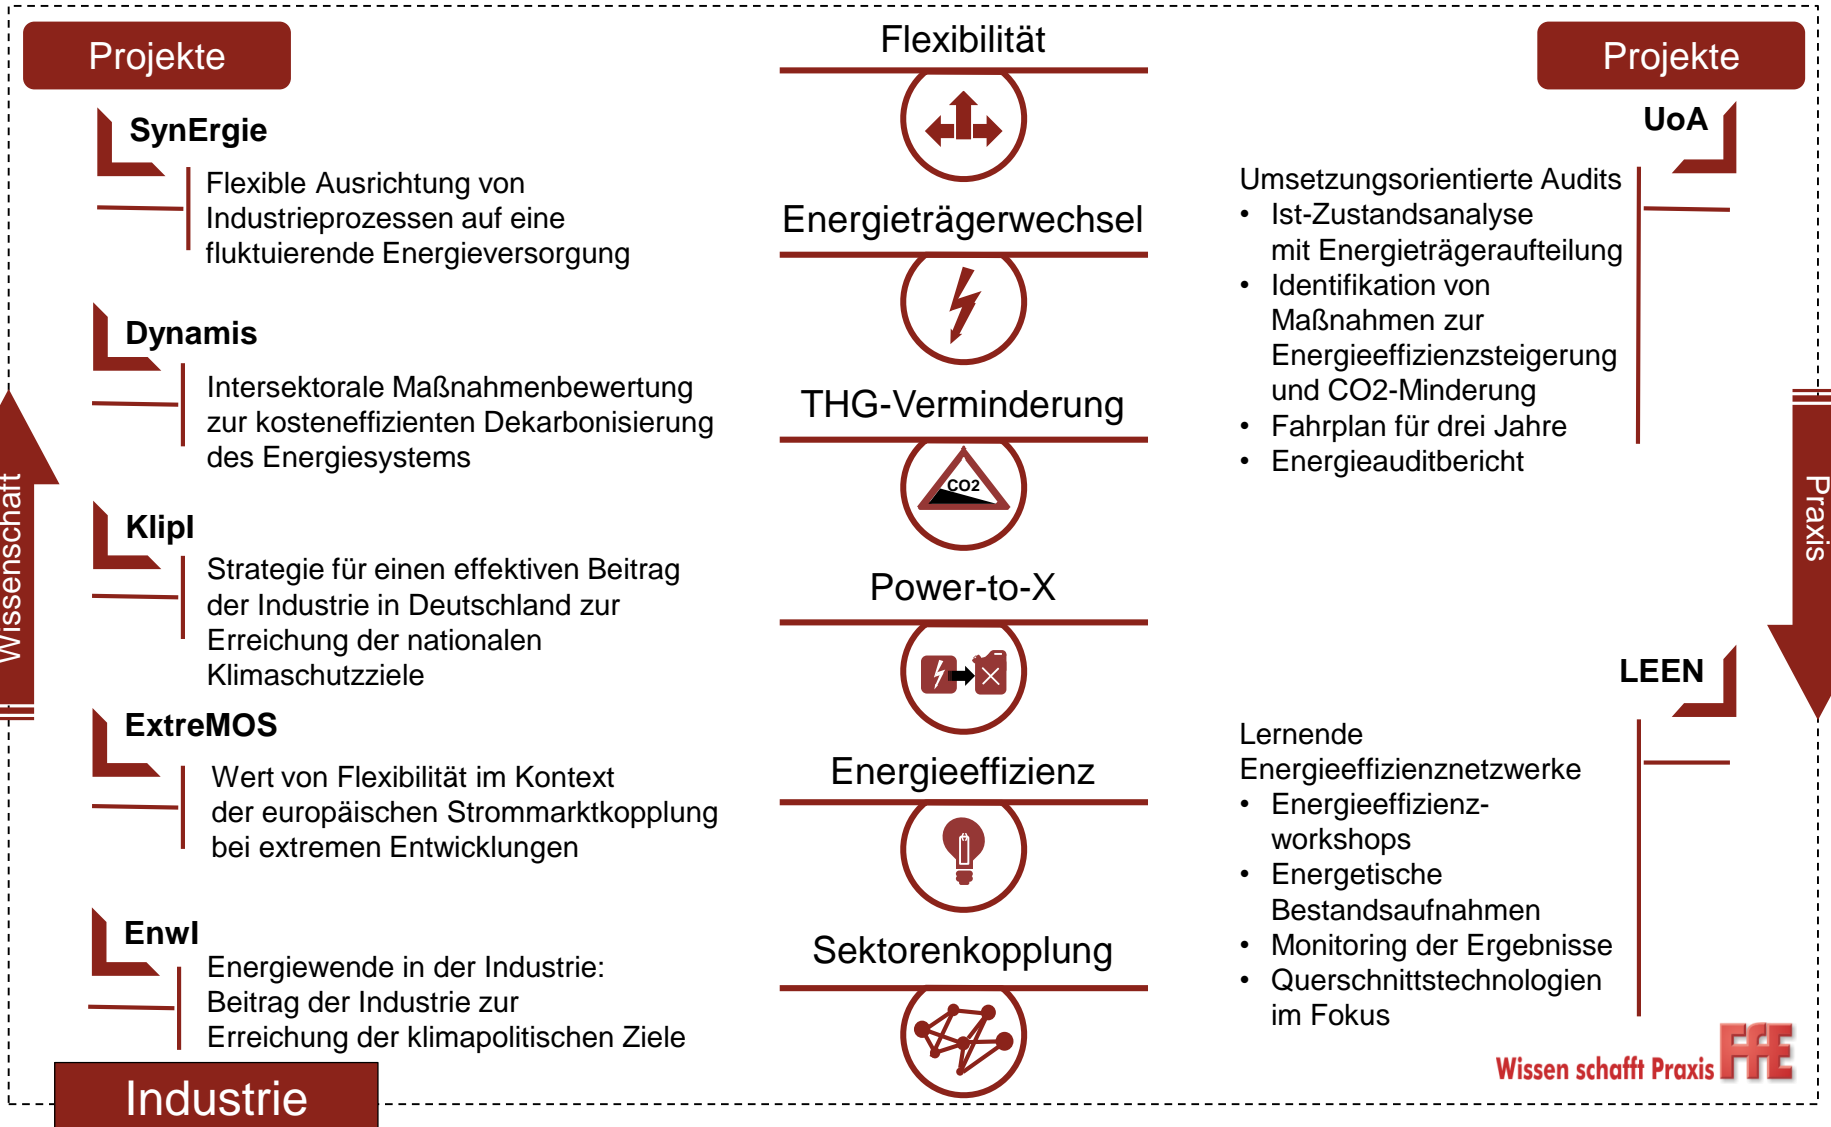 Projekte
SynErgie
Flexible Ausrichtung von
Industrieprozessen auf eine
fluktuierende Energieversorgung
Dynamis
Intersektorale Maßnahmenbewertung
zur kosteneffizienten Dekarbonisierung
des Energiesystems
KlipI
Strategie für einen effektiven Beitrag
der Industrie in Deutschland zur
Erreichung der nationalen
Klimaschutzziele
ExtreMOS
Wert von Flexibilität im Kontext
der europäischen Strommarktkopplung
bei extremen Entwicklungen
EnwI
Energiewende in der Industrie:
Beitrag der Industrie zur
Erreichung der klimapolitischen Ziele
Wissenschaft
Industrie
Flexibilität
Energieträgerwechsel
THG-Verminderung
CO2
Power-to-X
Energieeffizienz
Sektorenkopplung
Projekte
UoA
Umsetzungsorientierte Audits
• Ist-Zustandsanalyse
mit Energieträgeraufteilung
• Identifikation von
Maßnahmen zur
Energieeffizienzsteigerung
und CO2-Minderung
• Fahrplan für drei Jahre
• Energieauditbericht
Praxis
LEEN
Lernende
Energieeffizienznetzwerke
• Energieeffizienz-
workshops
• Energetische
Bestandsaufnahmen
• Monitoring der Ergebnisse
• Querschnittstechnologien
im Fokus
Wissen schafft Praxis FfE